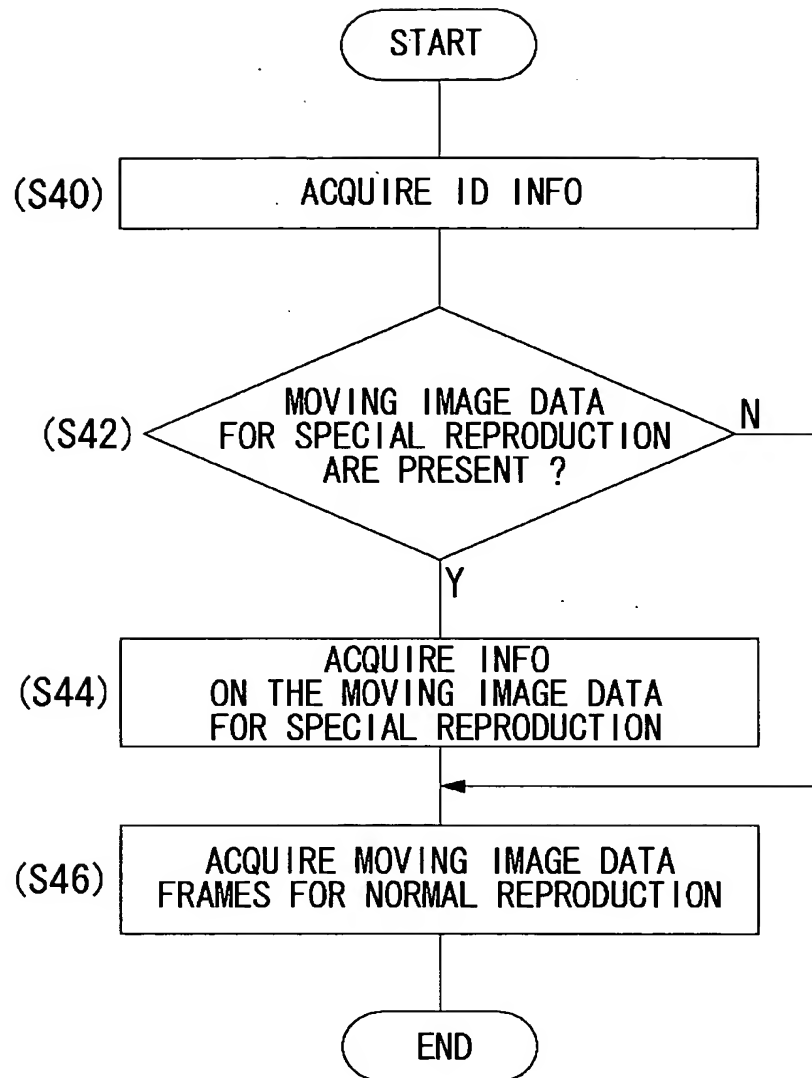 START
(S40)
ACQUIRE ID INFO
(S42)
MOVING IMAGE DATA
FOR SPECIAL REPRODUCTION
ARE PRESENT ?
N
Y
(S44)
ACQUIRE INFO
ON THE MOVING IMAGE DATA
FOR SPECIAL REPRODUCTION
(S46)
ACQUIRE MOVING IMAGE DATA
FRAMES FOR NORMAL REPRODUCTION
END